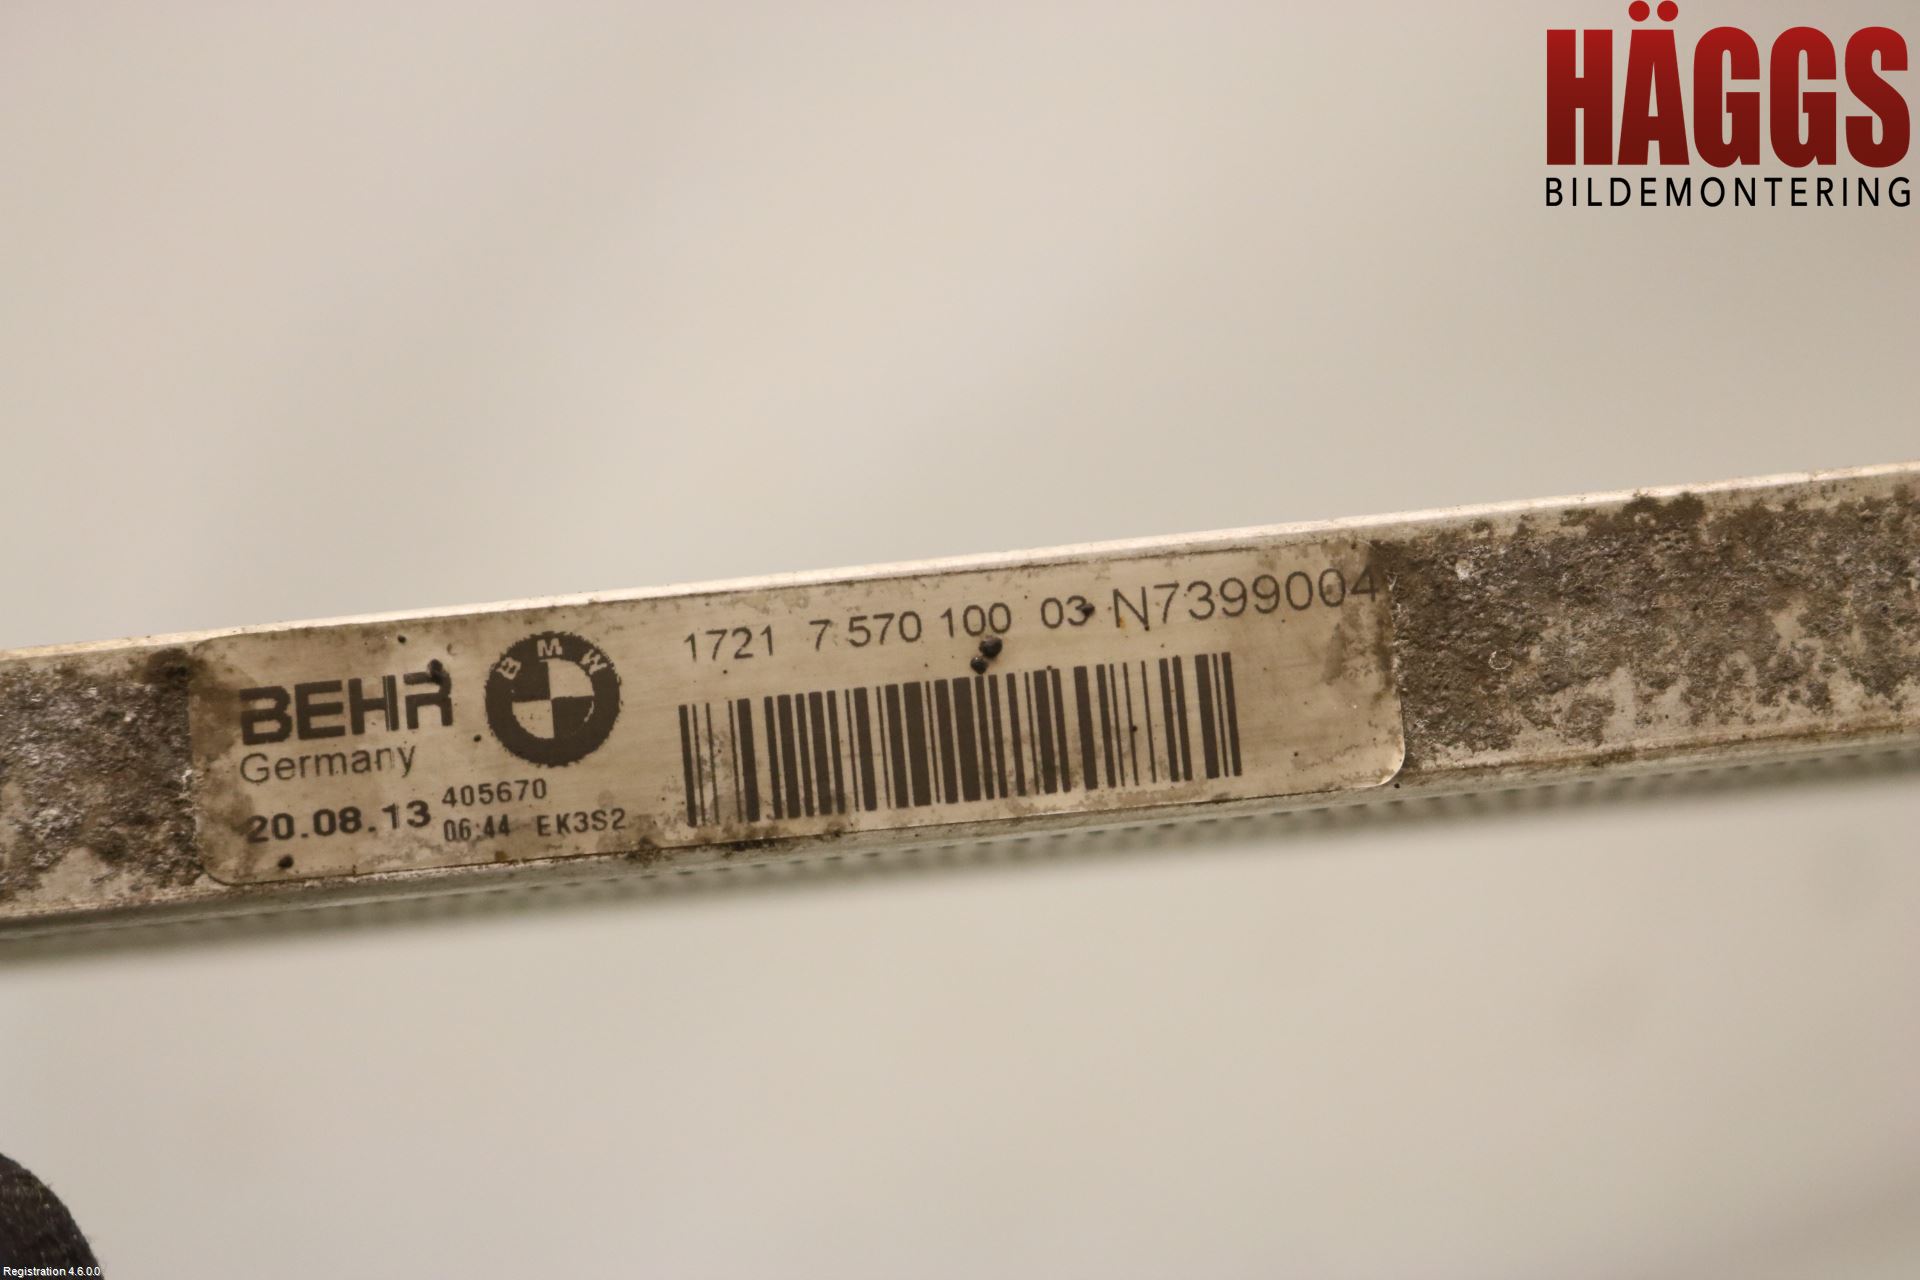 HÄGGS
BILDEMONTERING
1721 7 570 100 03 N7399004
BEHR
BMW
Germany
20.08.13
405670
06:44 EK3S2
Registration 4.6.0.0